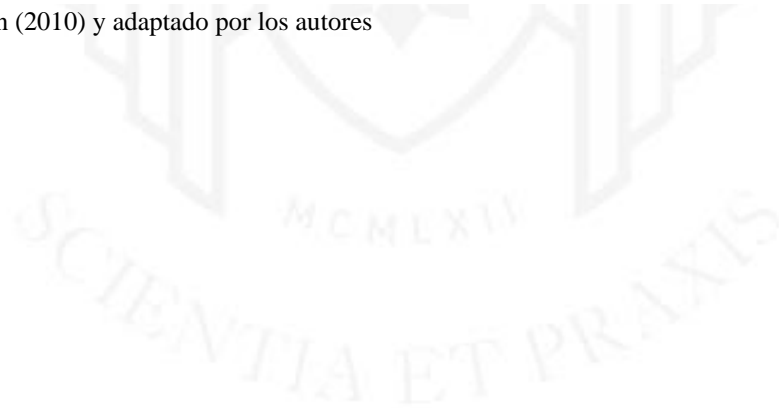 (2010) y adaptado por los autores
MCMLXII
SCIENTIA ET PRAXIS